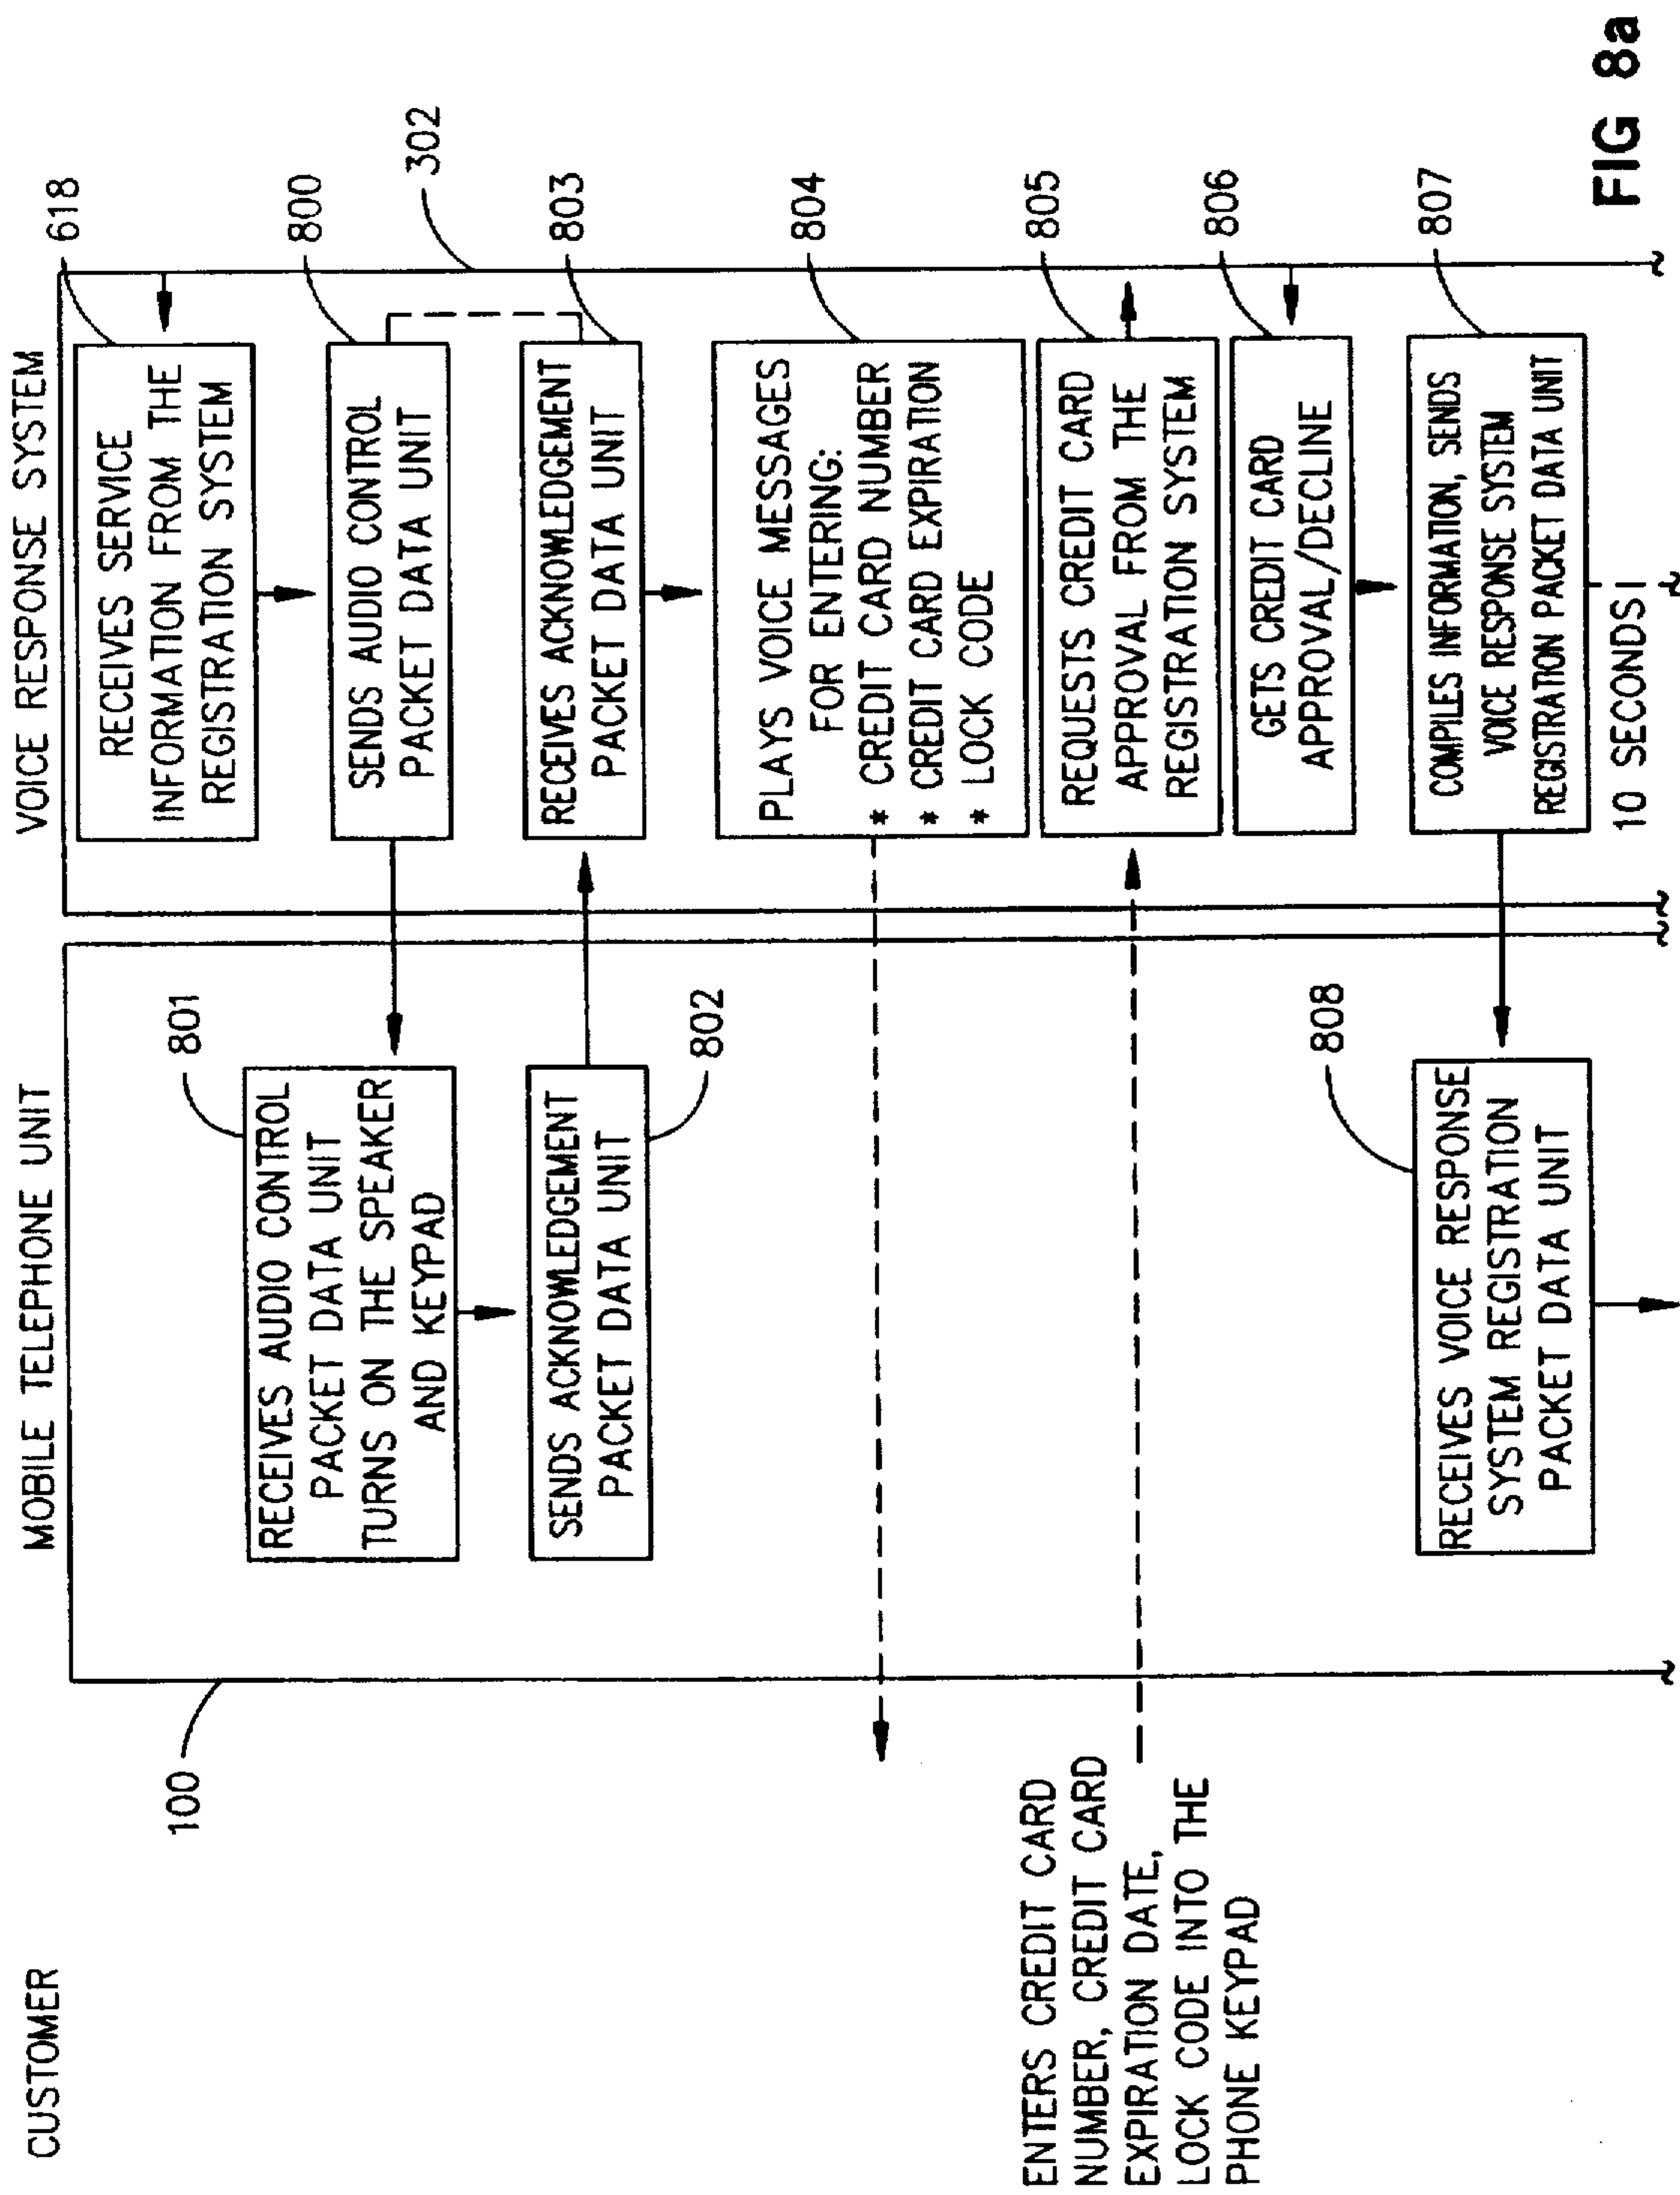 CUSTOMER
MOBILE TELEPHONE UNIT
VOICE RESPONSE SYSTEM
100
RECEIVES SERVICE
INFORMATION FROM THE
REGISTRATION SYSTEM
618
SENDS AUDIO CONTROL
PACKET DATA UNIT
800
302
801
RECEIVES AUDIO CONTROL
PACKET DATA UNIT
TURNS ON THE SPEAKER
AND KEYPAD
SENDS ACKNOWLEDGEMENT
PACKET DATA UNIT
802
RECEIVES ACKNOWLEDGMENT
PACKET DATA UNIT
803
PLAYS VOICE MESSAGES
FOR ENTERING:
* CREDIT CARD NUMBER
* CREDIT CARD EXPIRATION
* LOCK CODE
804
ENTERS CREDIT CARD
NUMBER, CREDIT CARD
EXPIRATION DATE,
LOCK CODE INTO THE
PHONE KEYPAD
REQUESTS CREDIT CARD
APPROVAL FROM THE
REGISTRATION SYSTEM
805
GETS CREDIT CARD
APPROVAL/DECLINE
806
COMPILES INFORMATION, SENDS
VOICE RESPONSE SYSTEM
REGISTRATION PACKET DATA UNIT
807
808
RECEIVES VOICE RESPONSE
SYSTEM REGISTRATION
PACKET DATA UNIT
10 SECONDS
FIG 8a